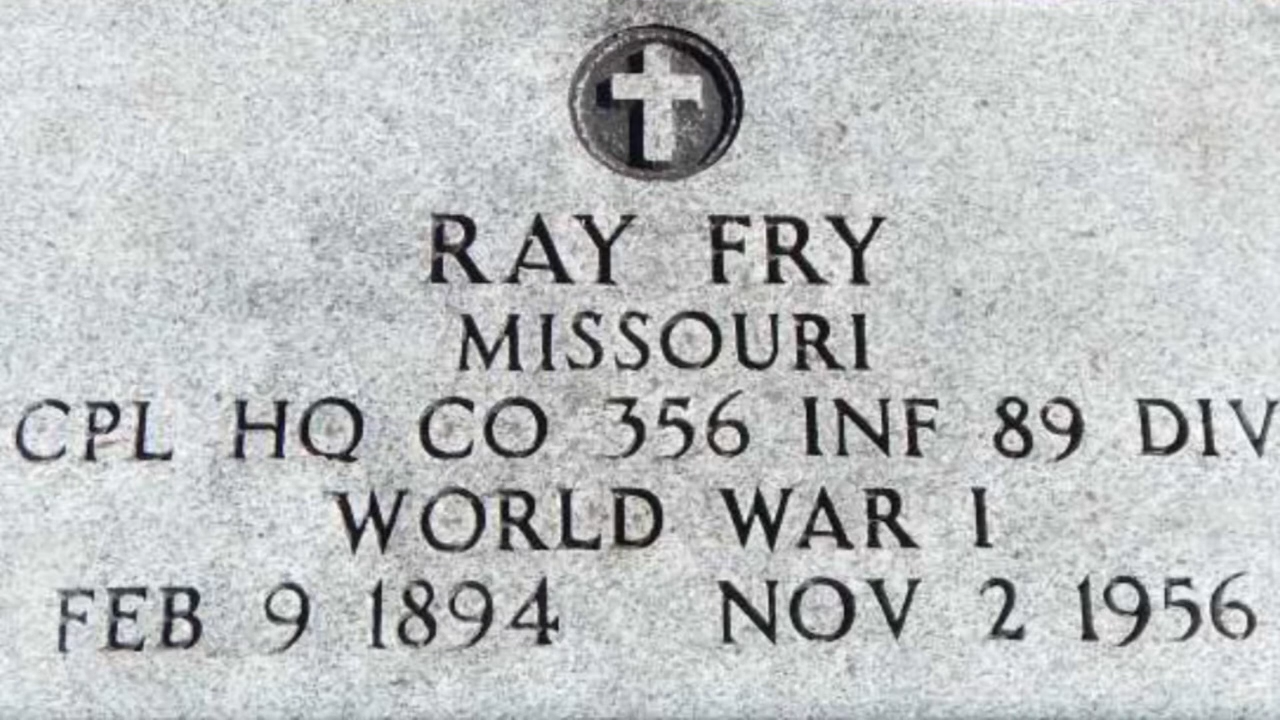 RAY FRY
MISSOURI
CPL HQ CO 356 INF 89 DIV
WORLD WAR I
FEB 9 1894 NOV 2 1956